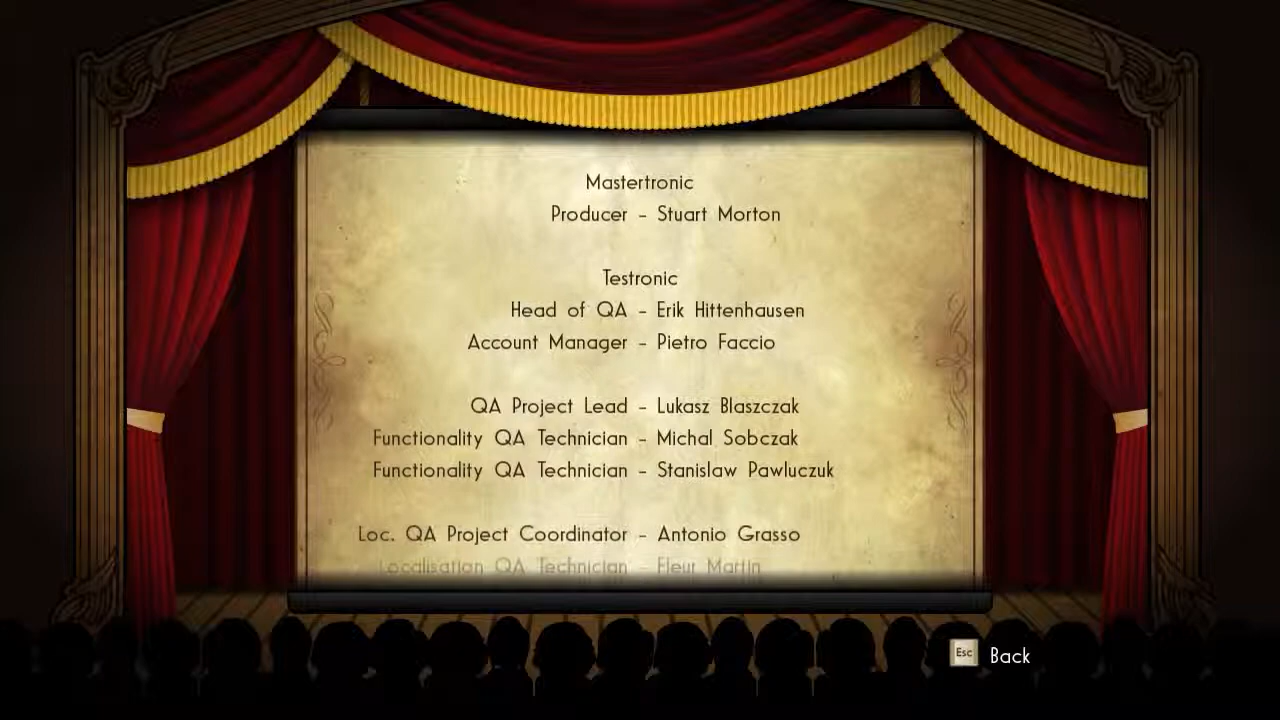 Mastertronic
Producer - Stuart Morton
Testronic
Head of QA - Erik Hittenhausen
Account Manager - Pietro Faccio
QA Project Lead - Lukasz Blaszczak
Functionality QA Technician - Michal Sobczak
Functionality QA Technician - Stanislaw Pawluczuk
Loc. QA Project Coordinator - Antonio Grasso
Localisation QA Technician - Fleur Martin
Esc Back